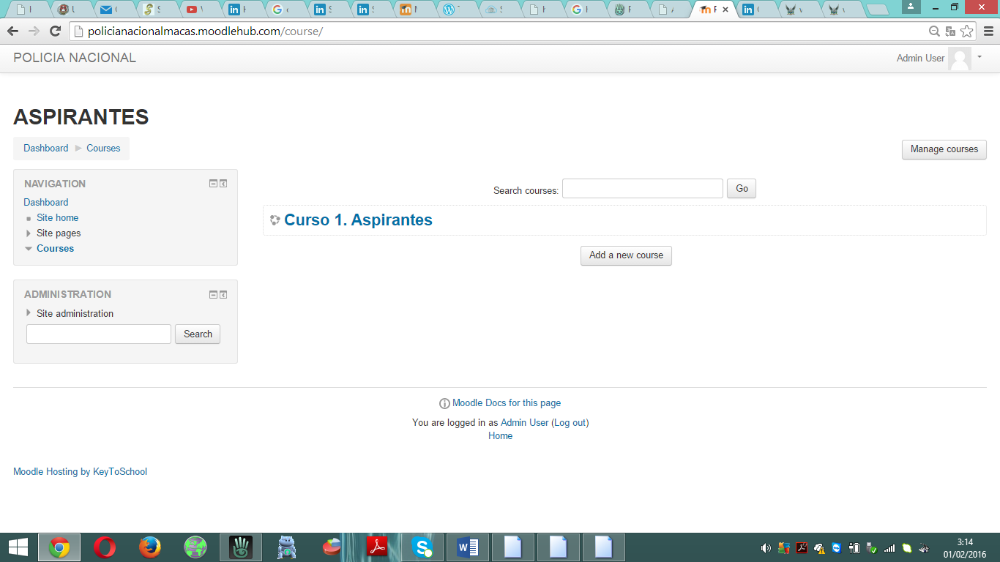 policianacionalmacas.moodlehub.com/course/
POLICIA NACIONAL
Admin User
ASPIRANTES
Dashboard
Courses
Manage courses
NAVIGATION
Dashboard
Site home
Site pages
Courses
Search courses:
Go
Curso 1. Aspirantes
Add a new course
ADMINISTRATION
Site administration
Search
Moodle Docs for this page
You are logged in as Admin User (Log out)
Home
Moodle Hosting by KeyToSchool
3:14
01/02/2016